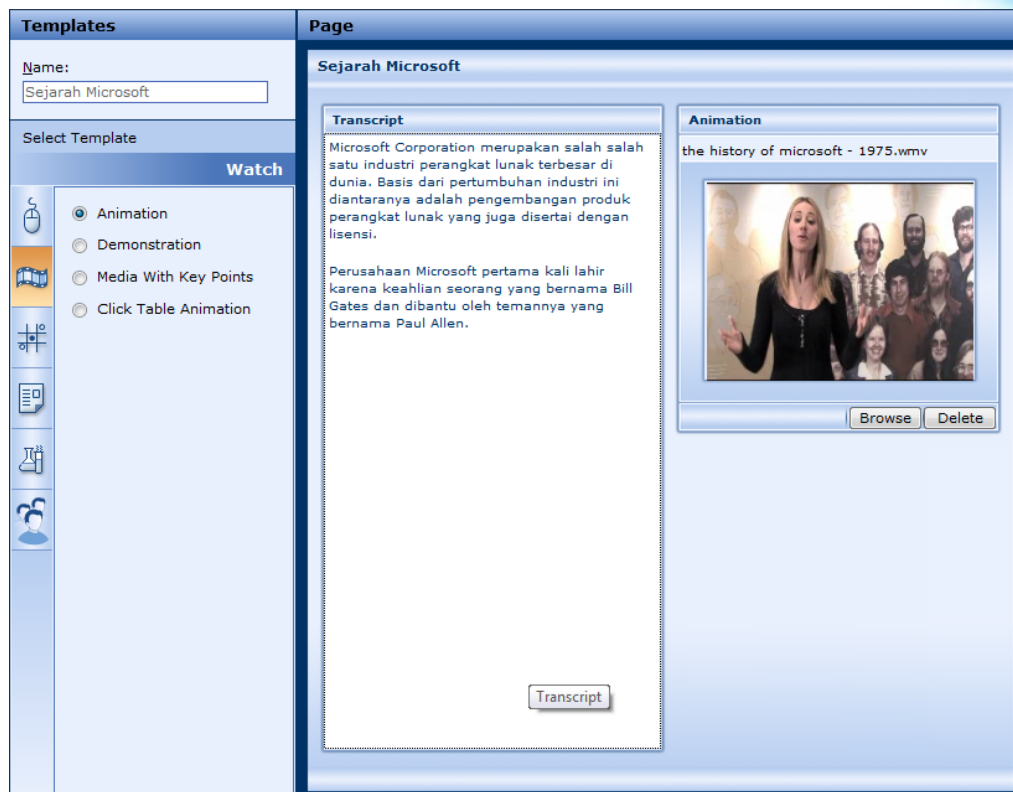 Templates
Name:
Sejarah Microsoft
Select Template
Watch
Animation
Demonstration
Media With Key Points
Click Table Animation
Page
Sejarah Microsoft
Transcript
Microsoft Corporation merupakan salah salah
satu industri perangkat lunak terbesar di
dunia. Basis dari pertumbuhan industri ini
diantaranya adalah pengembangan produk
perangkat lunak yang juga disertai dengan
lisensi.
Perusahaan Microsoft pertama kali lahir
karena keahlian seorang yang bernama Bill
Gates dan dibantu oleh temannya yang
bernama Paul Allen.
Transcript
Animation
the history of microsoft - 1975.wmv
Browse
Delete